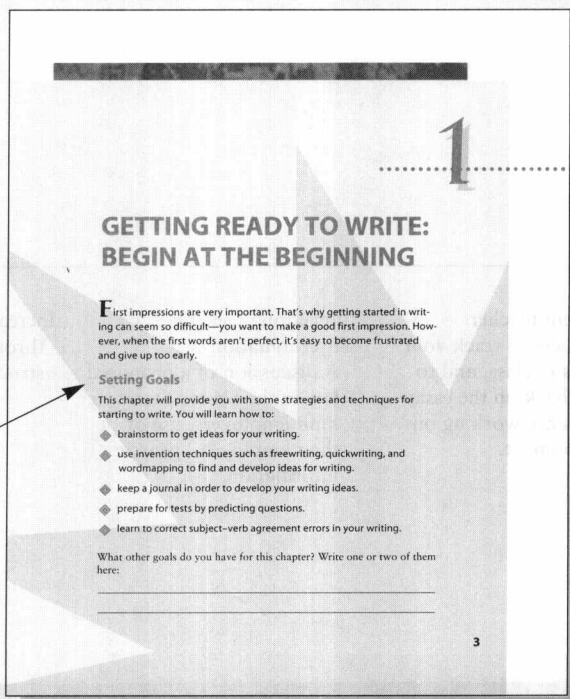 1
GETTING READY TO WRITE:
BEGIN AT THE BEGINNING
First impressions are very important. That's why getting started in writ-
ing can seem so difficult—you want to make a good first impression. How-
ever, when the first words aren't perfect, it's easy to become frustrated
and give up too early.
Setting Goals
This chapter will provide you with some strategies and techniques for
starting to write. You will learn how to:
brainstorm to get ideas for your writing.
use invention techniques such as freewriting, quickwriting, and
wordmapping to find and develop ideas for writing.
keep a journal in order to develop your writing ideas.
prepare for tests by predicting questions.
learn to correct subject–verb agreement errors in your writing.
What other goals do you have for this chapter? Write one or two of them
here:
3